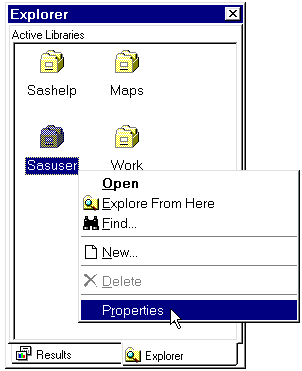 Explorer
Active Libraries
Sashelp Maps
Sasuser Work
Open
Explore From Here
Find...
New...
Delete
Properties
Results Explorer